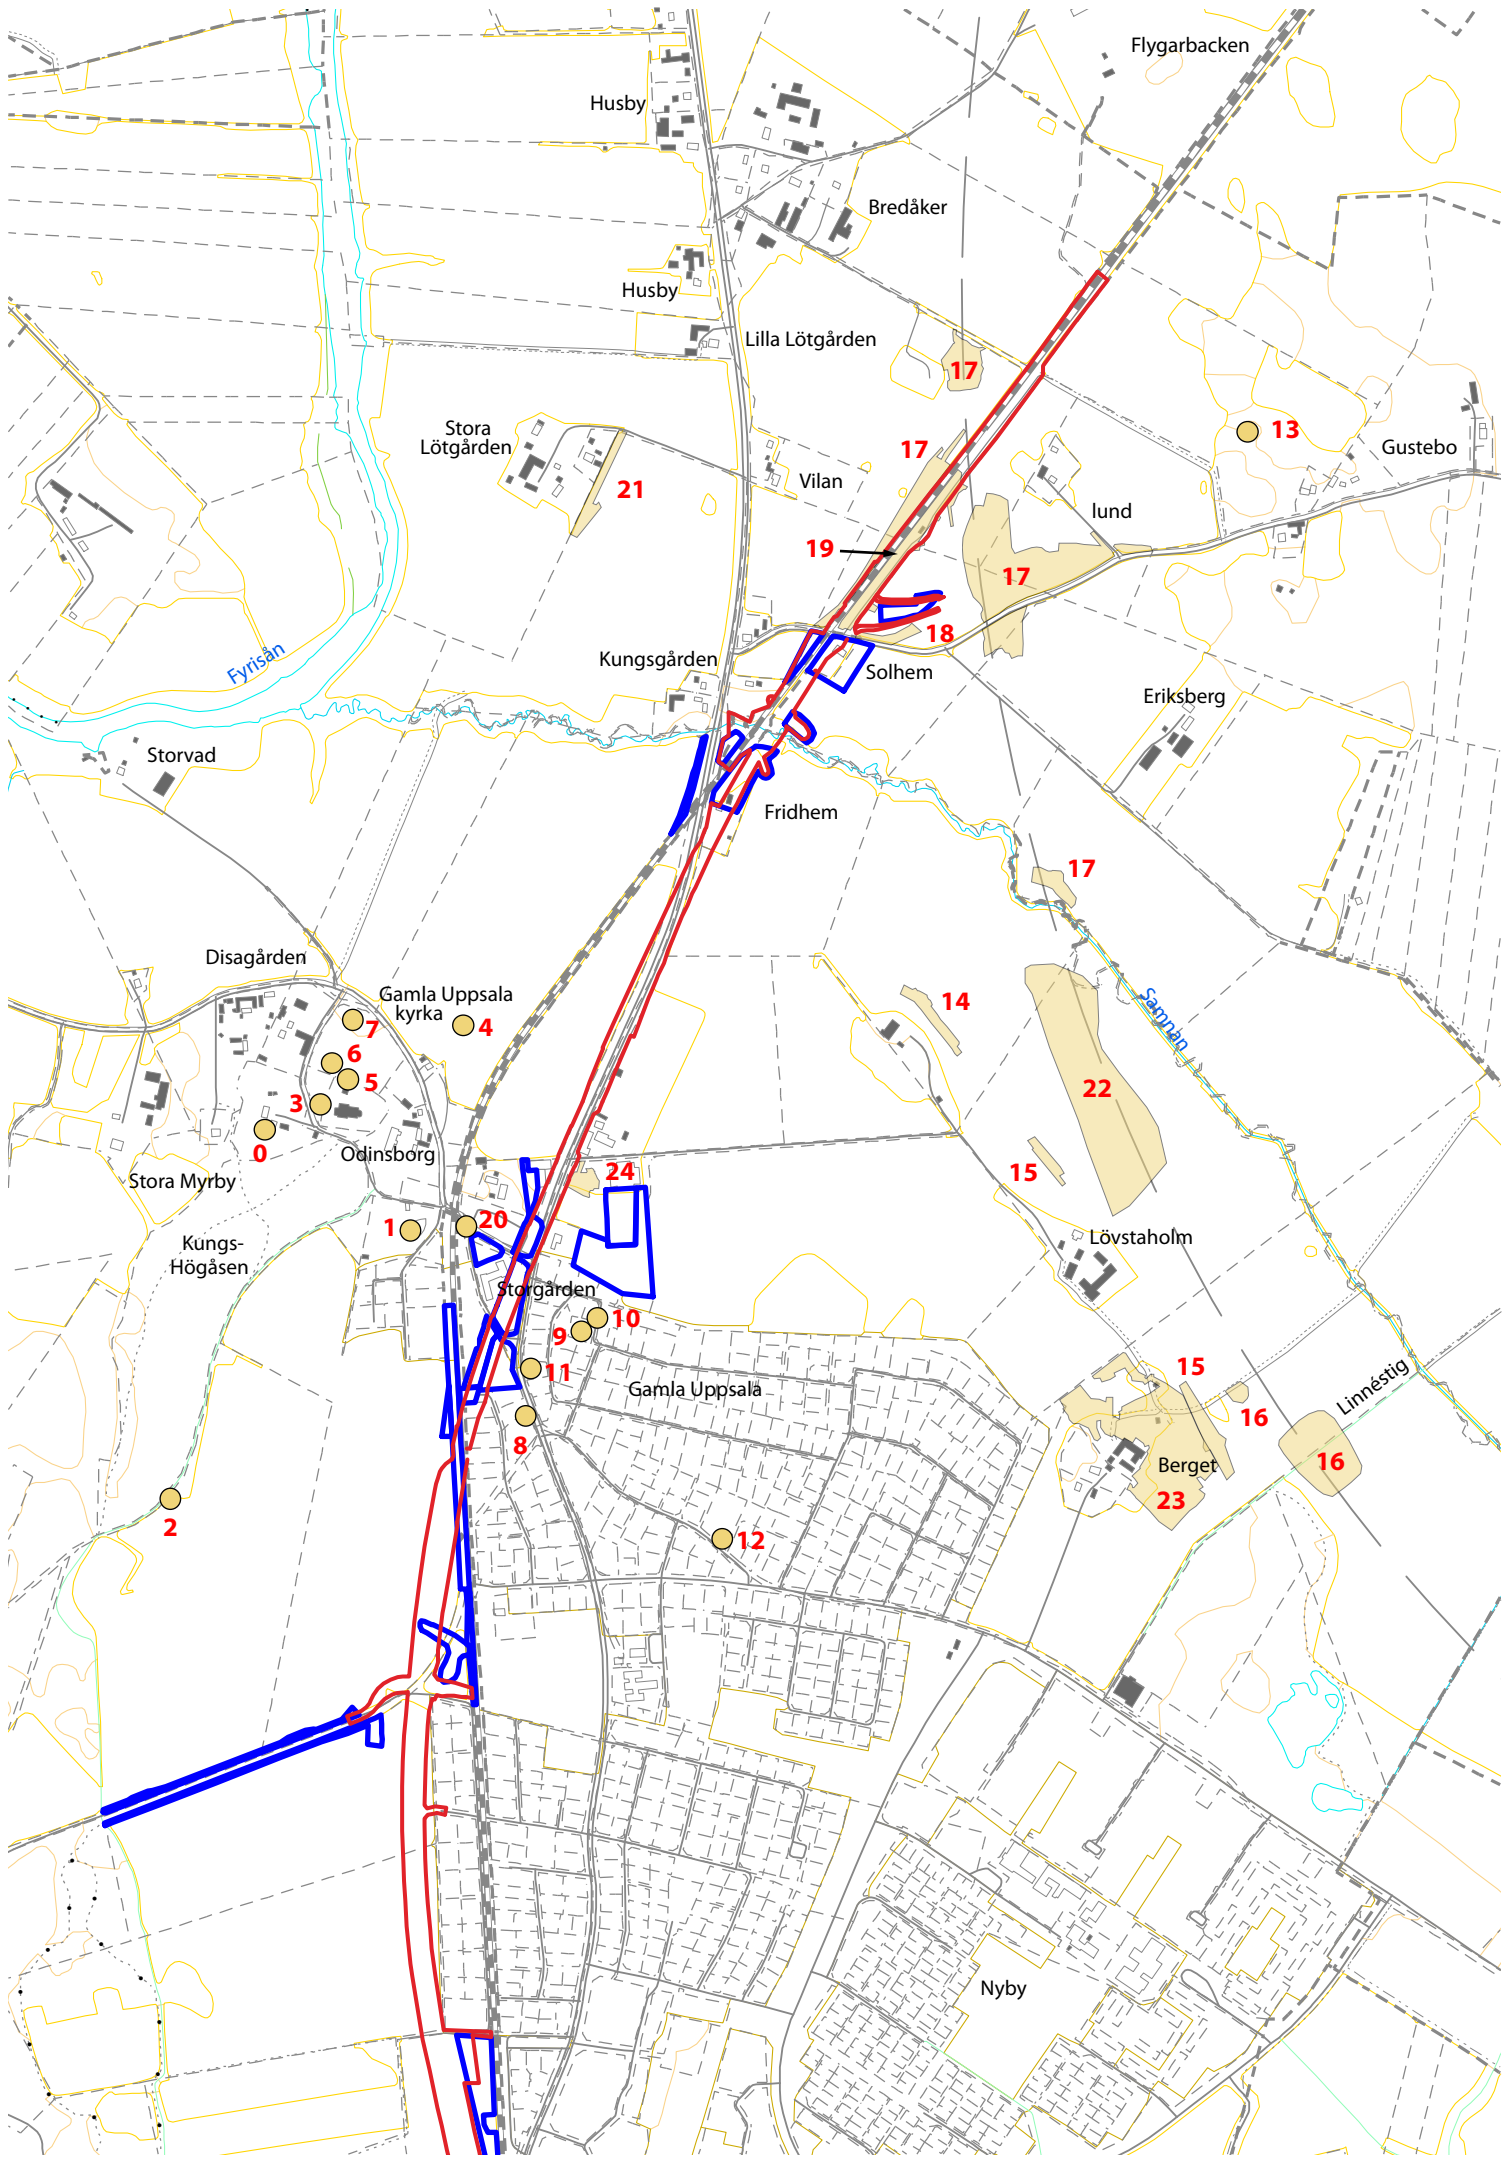 Flygarbacken
Husby
Bredåker
Husby
Lilla Lötgården
17
Stora
Lötgården
13
Gustebo
17
Vilan
21
lund
19
17
18
Fyrisån
Kungsgården
Solhem
Eriksberg
Storvad
Fridhem
17
Disagården
Gamla Uppsala
kyrka
14
7
4
Samnan
6
5
22
3
0
Odinsborg
24
15
Stora Myrby
1
20
Kungs-
Högåsen
Lövstaholm
Storgården
10
9
11
15
Gamla Uppsala
Linnéstig
16
8
Berget
16
23
2
12
Nyby